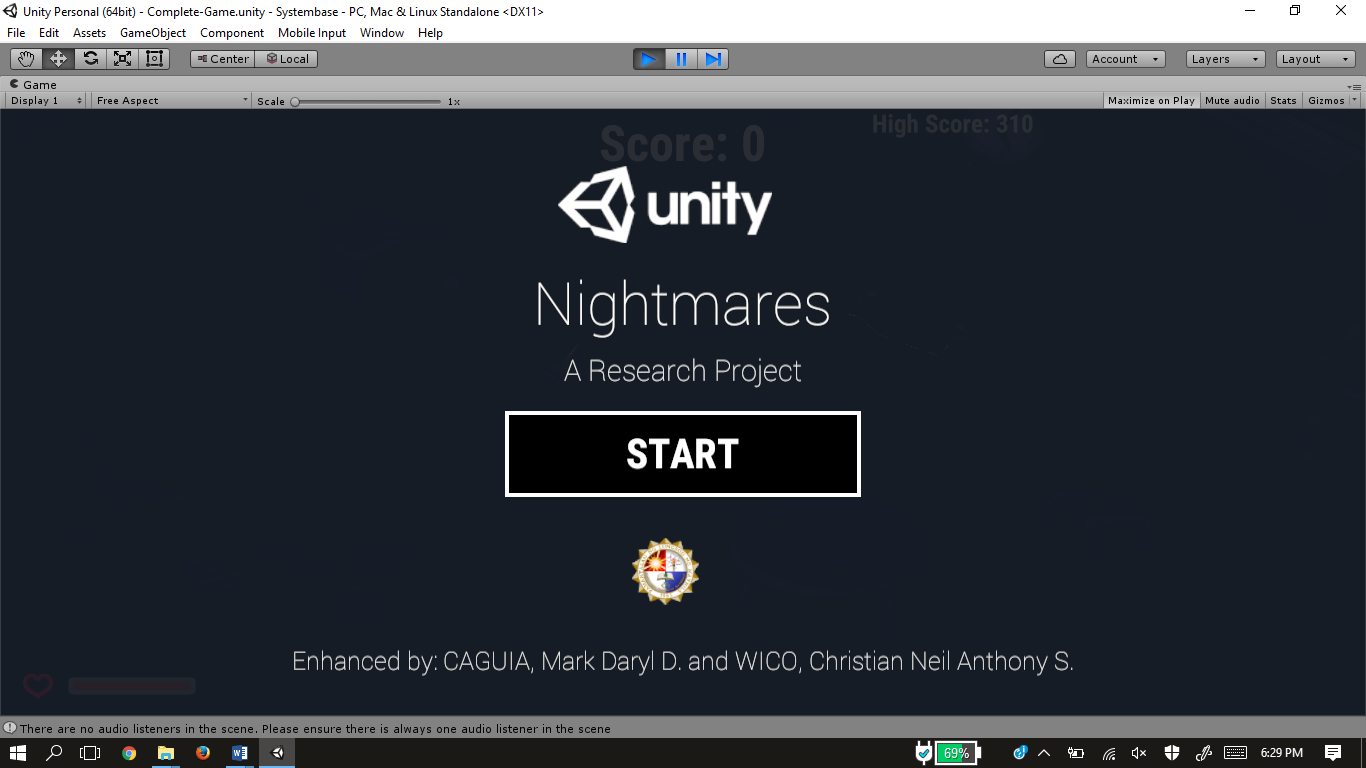 Unity Personal (64bit) - Complete-Game.unity - Systembase - PC, Mac & Linux Standalone <DX11>
File Edit Assets GameObject Component Mobile Input Window Help
Center Local Account Layers Layout
Game
Display 1 Free Aspect Scale 1x Maximize on Play Mute audio Stats Gizmos
Score: 0
High Score: 310
unity
Nightmares
A Research Project
START
Enhanced by: CAGUIA, Mark Daryl D. and WICO, Christian Neil Anthony S.
There are no audio listeners in the scene. Please ensure there is always one audio listener in the scene
69% 6:29 PM